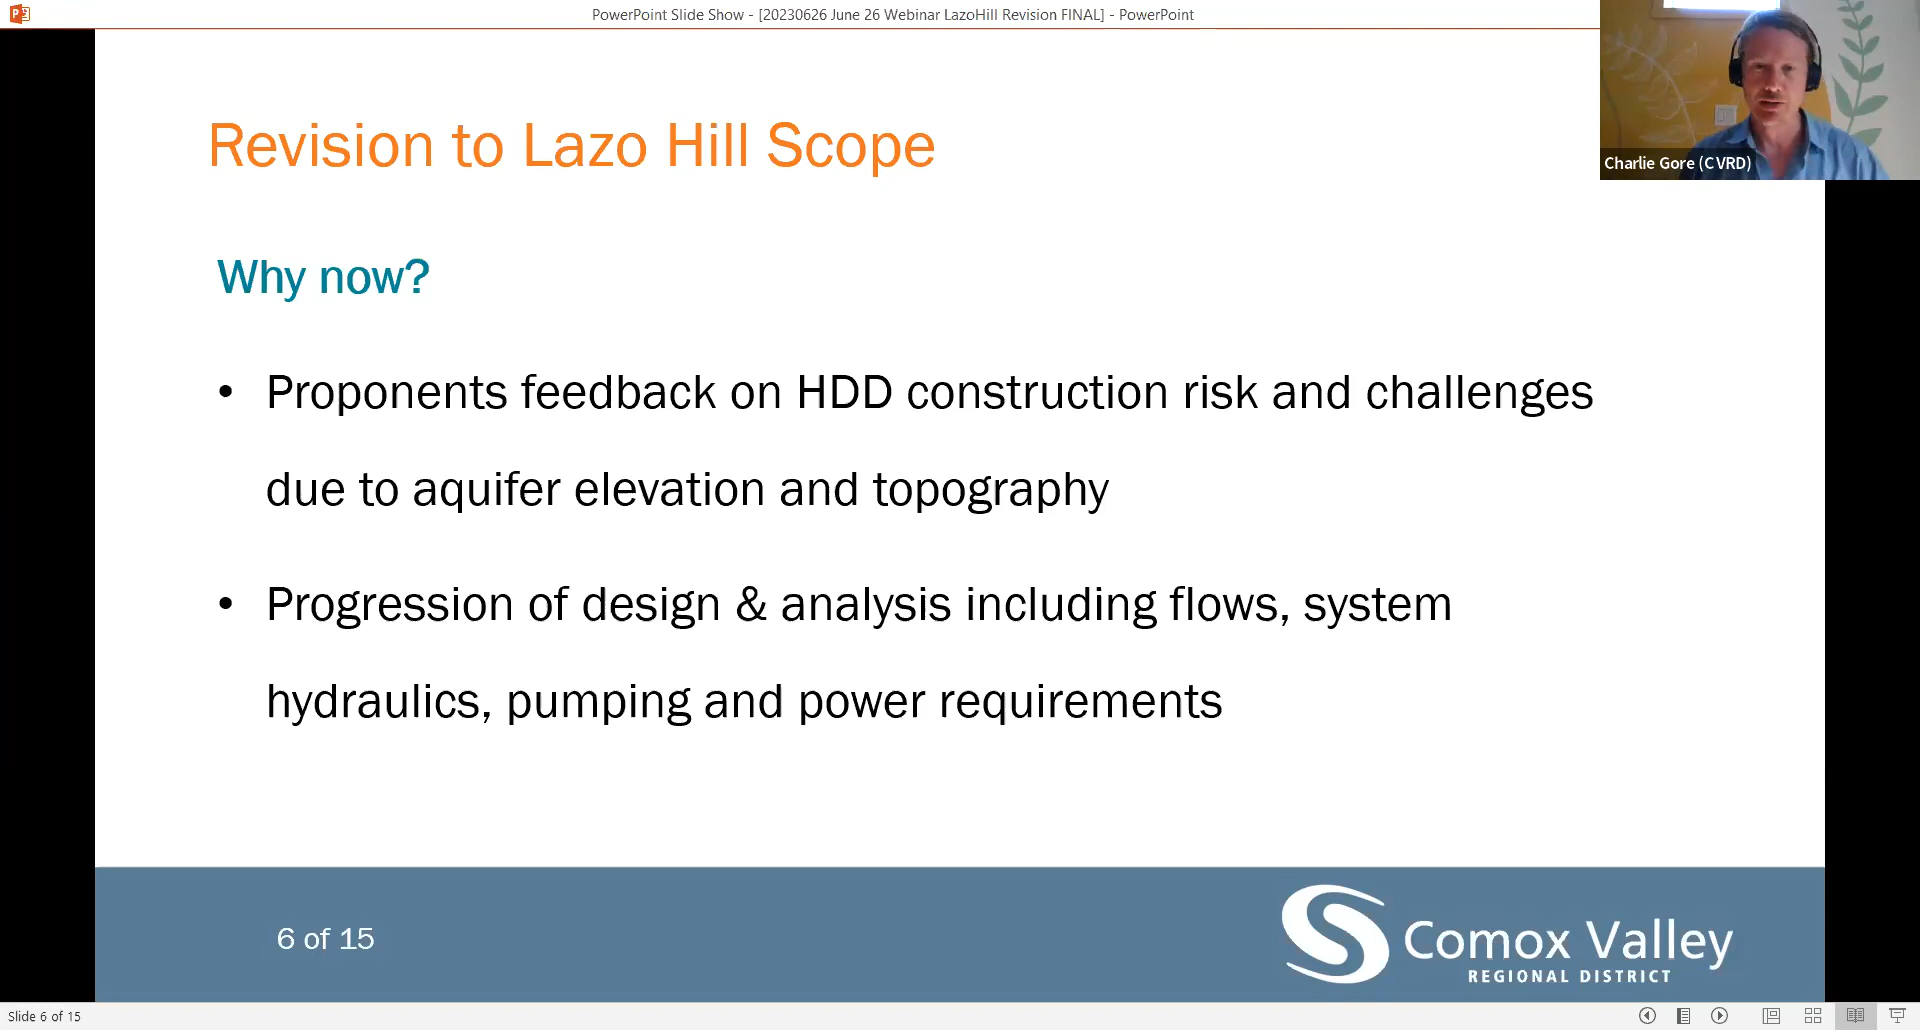 PowerPoint Slide Show - [20230626 June 26 Webinar LazoHill Revision FINAL] - PowerPoint
Charlie Gore (CVRD)
Revision to Lazo Hill Scope
Why now?
• Proponents feedback on HDD construction risk and challenges
due to aquifer elevation and topography
• Progression of design & analysis including flows, system
hydraulics, pumping and power requirements
6 of 15
Comox Valley
REGIONAL DISTRICT
Slide 6 of 15